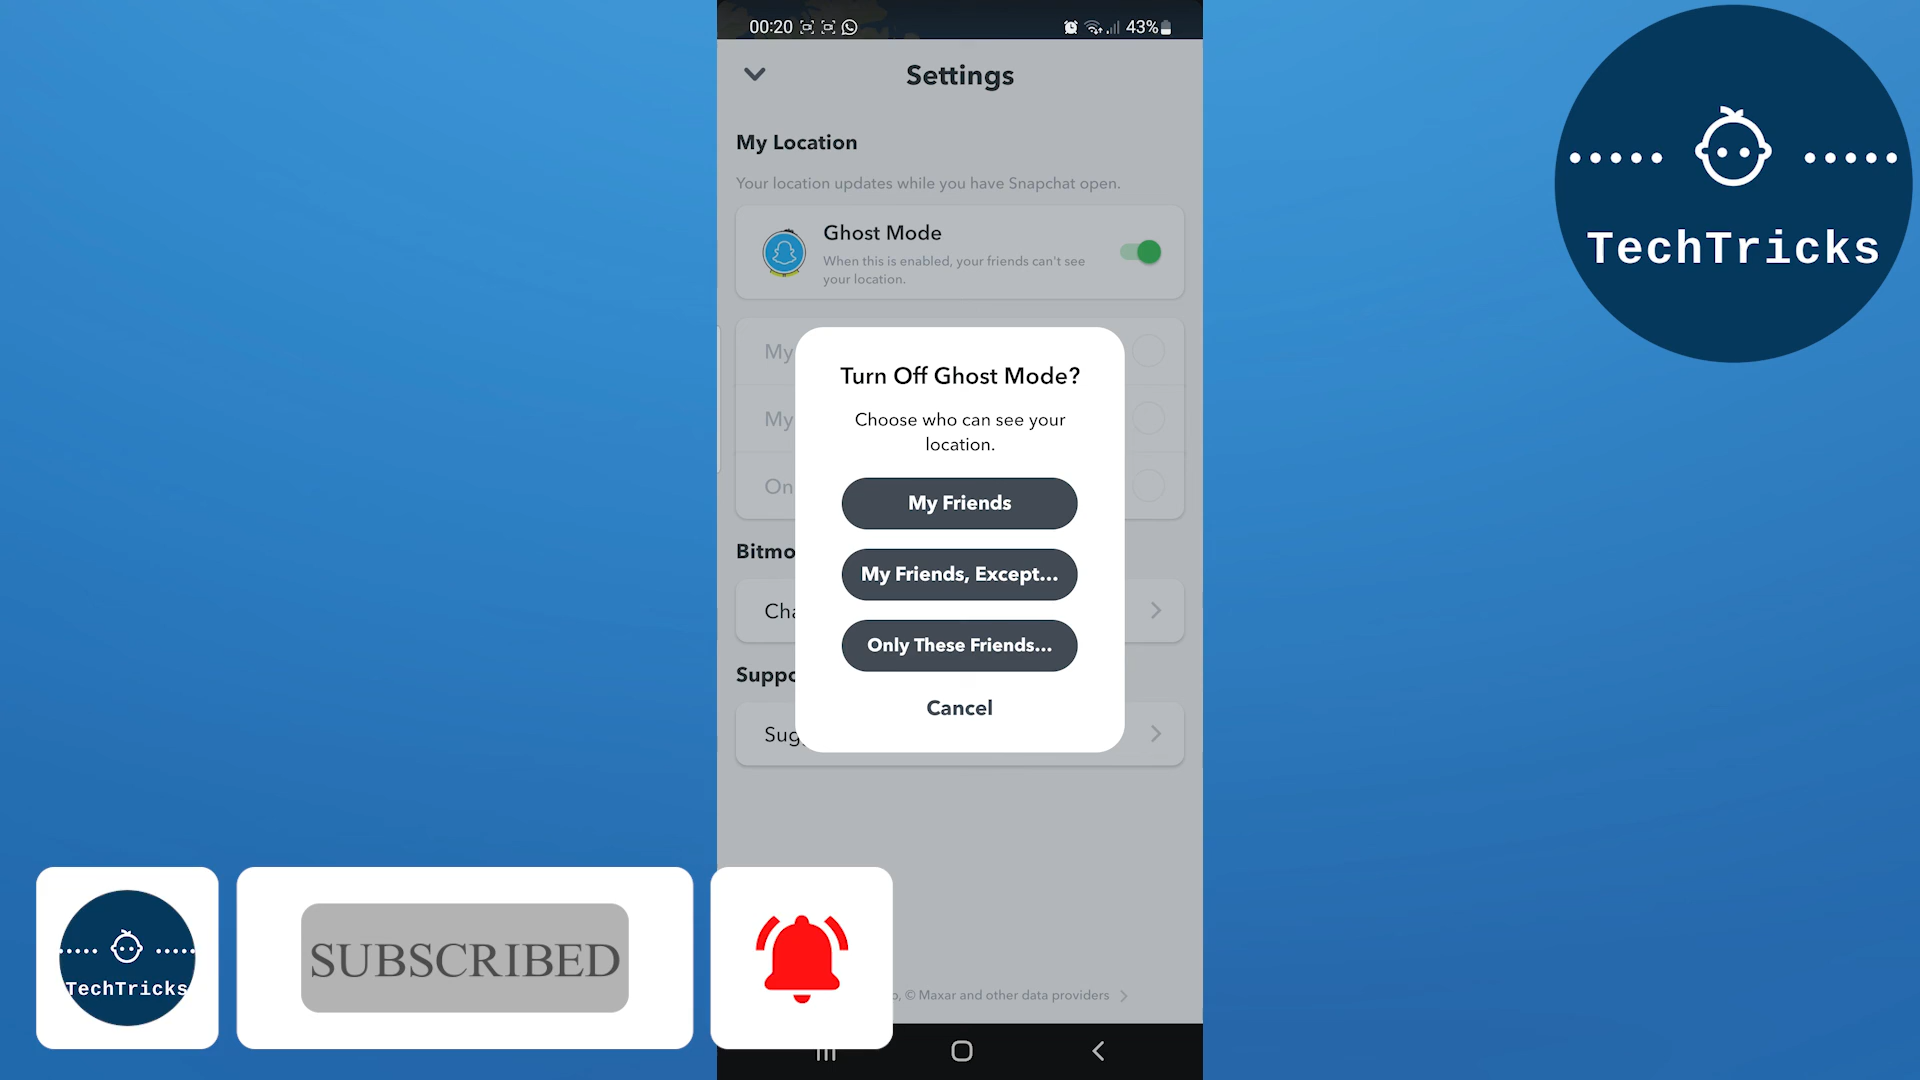 00:20
43%
Settings
My Location
Your location updates while you have Snapchat open.
Ghost Mode
When this is enabled, your friends can't see
your location.
My
My
On
Turn Off Ghost Mode?
Choose who can see your
location.
My Friends
My Friends, Except...
Only These Friends...
Cancel
Bitmo
Cha
Suppo
Sug
, © Maxar and other data providers
TechTricks
TechTricks
SUBSCRIBED